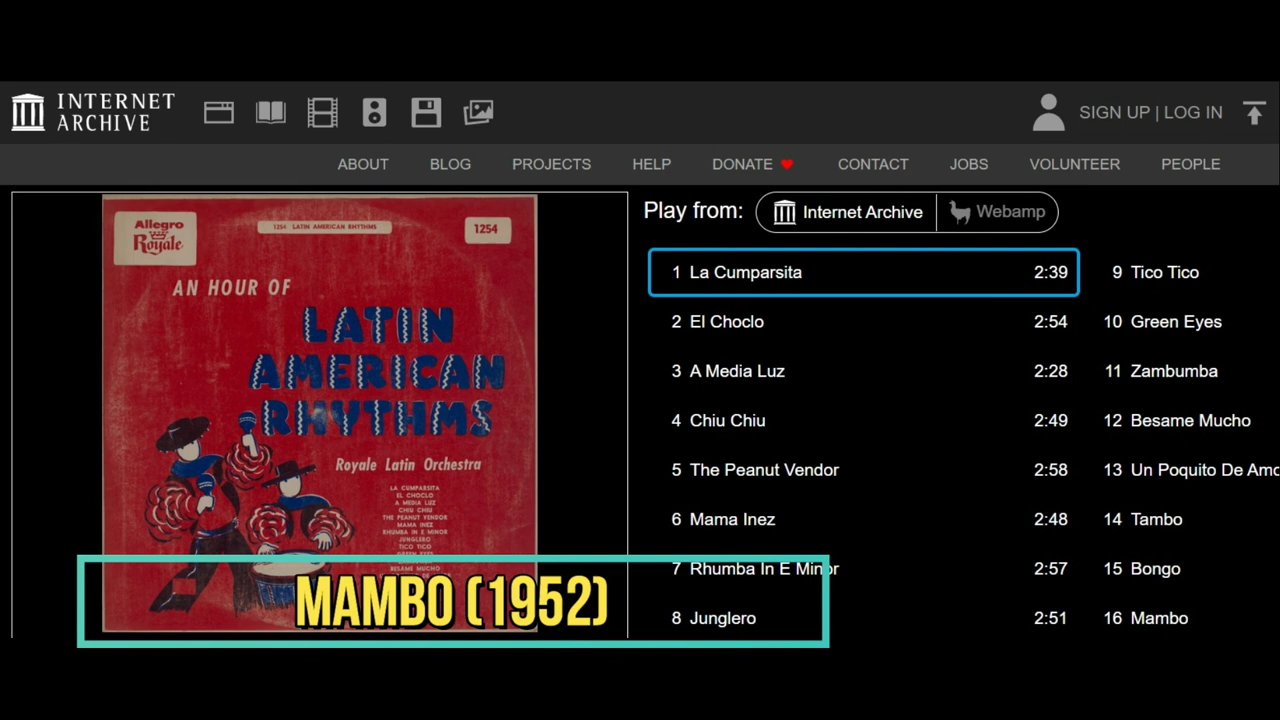 INTERNET
ARCHIVE
SIGN UP | LOG IN
ABOUT BLOG PROJECTS HELP DONATE CONTACT JOBS VOLUNTEER PEOPLE
Allegro
Royale
1254 LATIN AMERICAN RHYTHMS
1254
AN HOUR OF
LATIN
AMERICAN
RHYTHMS
Royale Latin Orchestra
LA CUMPARSITA
EL CHOCLO
A MEDIA LUZ
CHIU CHIU
THE PEANUT VENDOR
MAMA INEZ
RHUMBA IN E MINOR
JUNGLERO
TICO TICO
GREEN EYES
BESAME MUCHO
Play from: Internet Archive Webamp
1 La Cumparsita 2:39
2 El Choclo 2:54
3 A Media Luz 2:28
4 Chiu Chiu 2:49
5 The Peanut Vendor 2:58
6 Mama Inez 2:48
7 Rhumba In E Minor 2:57
8 Junglero 2:51
9 Tico Tico
10 Green Eyes
11 Zambumba
12 Besame Mucho
13 Un Poquito De Amo
14 Tambo
15 Bongo
16 Mambo
MAMBO (1952)